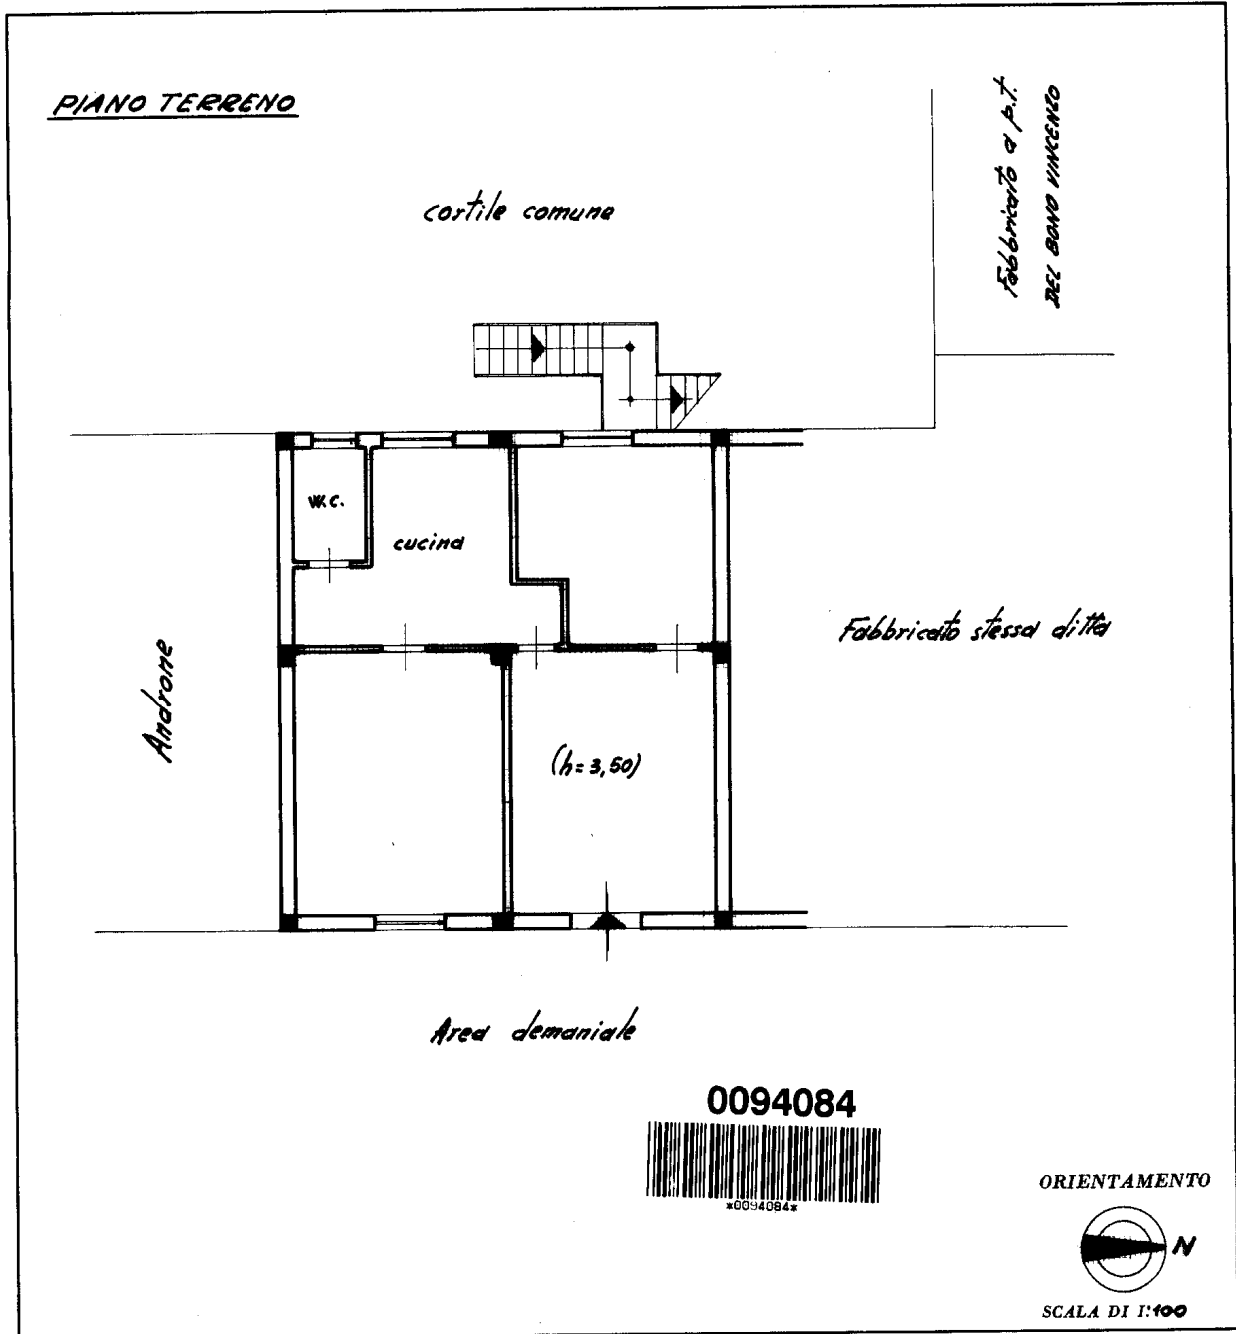 PIANO TERRENO
Fabbricato a p.t.
DEL BONO VINCENZO
cortile comune
W.C.
cucina
Fabbricato stessa ditta
Androne
(h=3,50)
Area demaniale
0094084
*0094084*
ORIENTAMENTO
N
SCALA DI 1:100